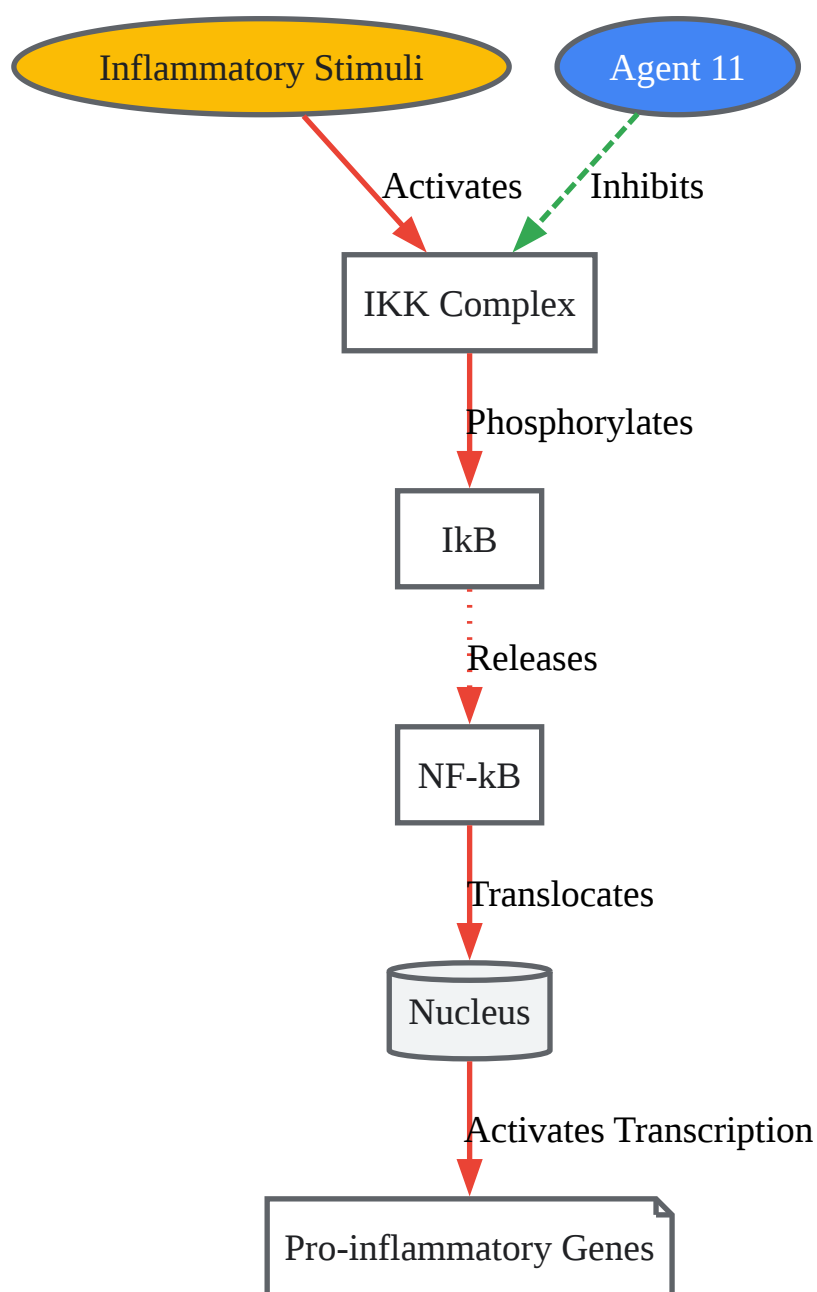 Inflammatory Stimuli
Agent 11
Activates
Inhibits
IKK Complex
Phosphorylates
IkB
Releases
NF-kB
Translocates
Nucleus
Activates Transcription
Pro-inflammatory Genes